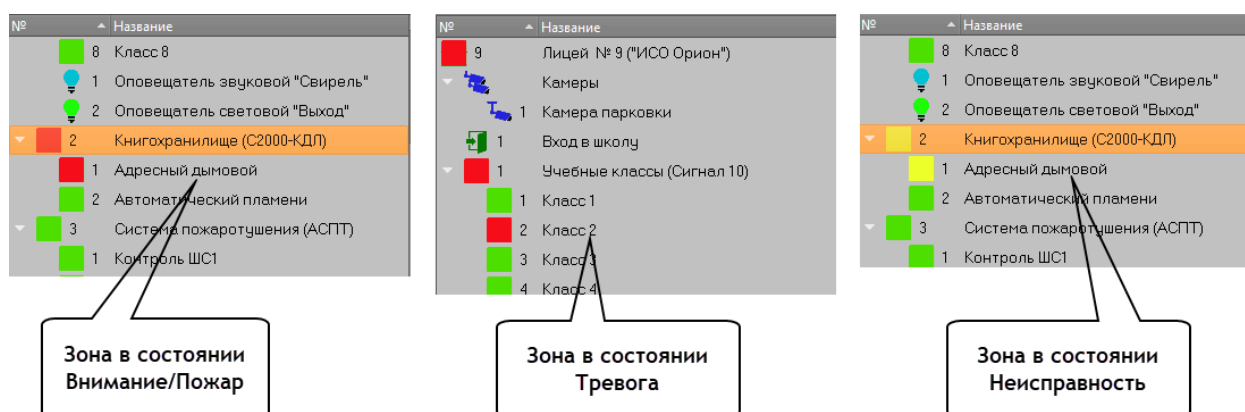 № Название
8 Класс 8
1 Оповещатель звуковой "Свирель"
2 Оповещатель световой "Выход"
2 Книгохранилище (С2000-КДЛ)
1 Адресный дымовой
2 Автоматический пламени
3 Система пожаротушения (АСПТ)
1 Контроль ШС1
Зона в состоянии
Внимание/Пожар
№ Название
9 Лицей № 9 ("ИСО Орион")
Камеры
1 Камера парковки
1 Вход в школу
1 Учебные классы (Сигнал 10)
1 Класс 1
2 Класс 2
3 Класс 3
4 Класс 4
Зона в состоянии
Тревога
№ Название
8 Класс 8
1 Оповещатель звуковой "Свирель"
2 Оповещатель световой "Выход"
2 Книгохранилище (С2000-КДЛ)
1 Адресный дымовой
2 Автоматический пламени
3 Система пожаротушения (АСПТ)
1 Контроль ШС1
Зона в состоянии
Неисправность